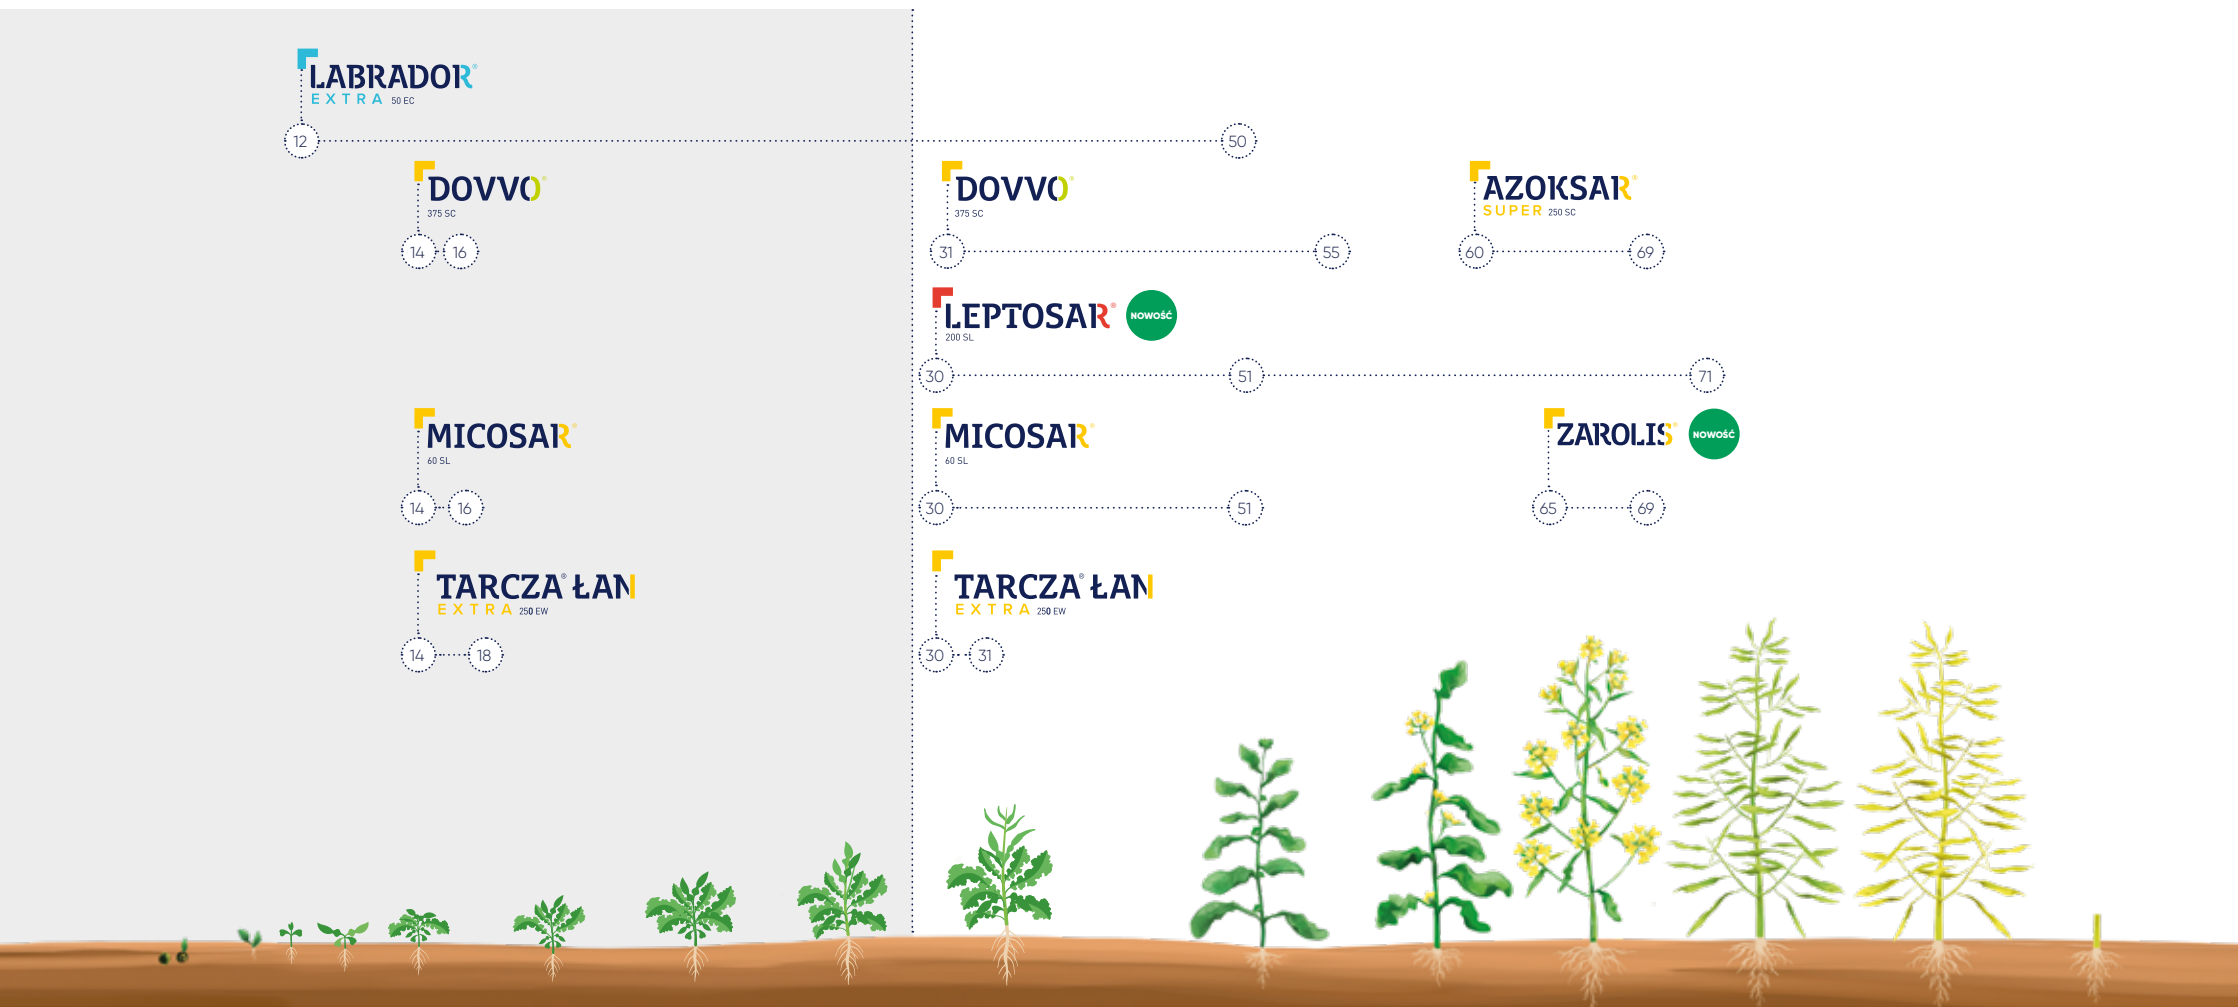 LABRADOR®
EXTRA 50 EC
12 50
DOVVO®
375 SC
14 16
DOVVO®
375 SC
31 55
AZOKSAR®
SUPER 250 SC
60 69
LEPTOSAR®
200 SL
NOWOŚĆ
30 51 71
MICOSAR®
60 SL
14 16
MICOSAR®
60 SL
30 51
ZAROLIS®
NOWOŚĆ
65 69
TARCZA® ŁAN
EXTRA 250 EW
14 18
TARCZA® ŁAN
EXTRA 250 EW
30 31